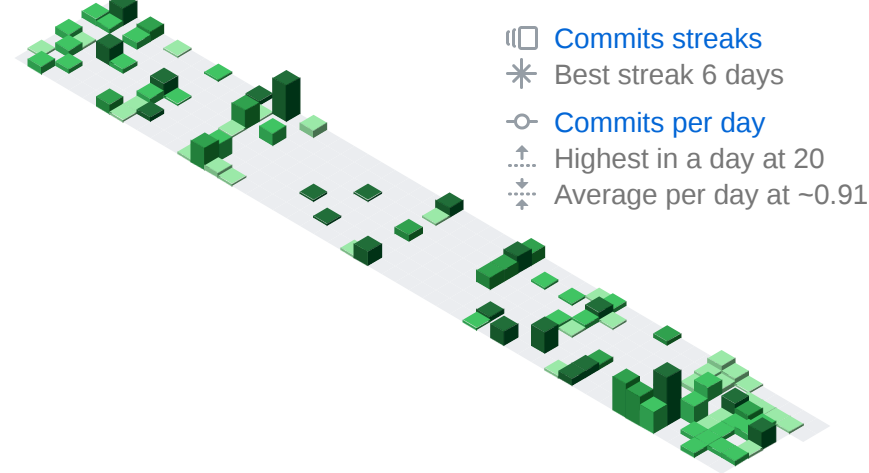 Commits streaks
Best streak 6 days
Commits per day
Highest in a day at 20
Average per day at ~0.91